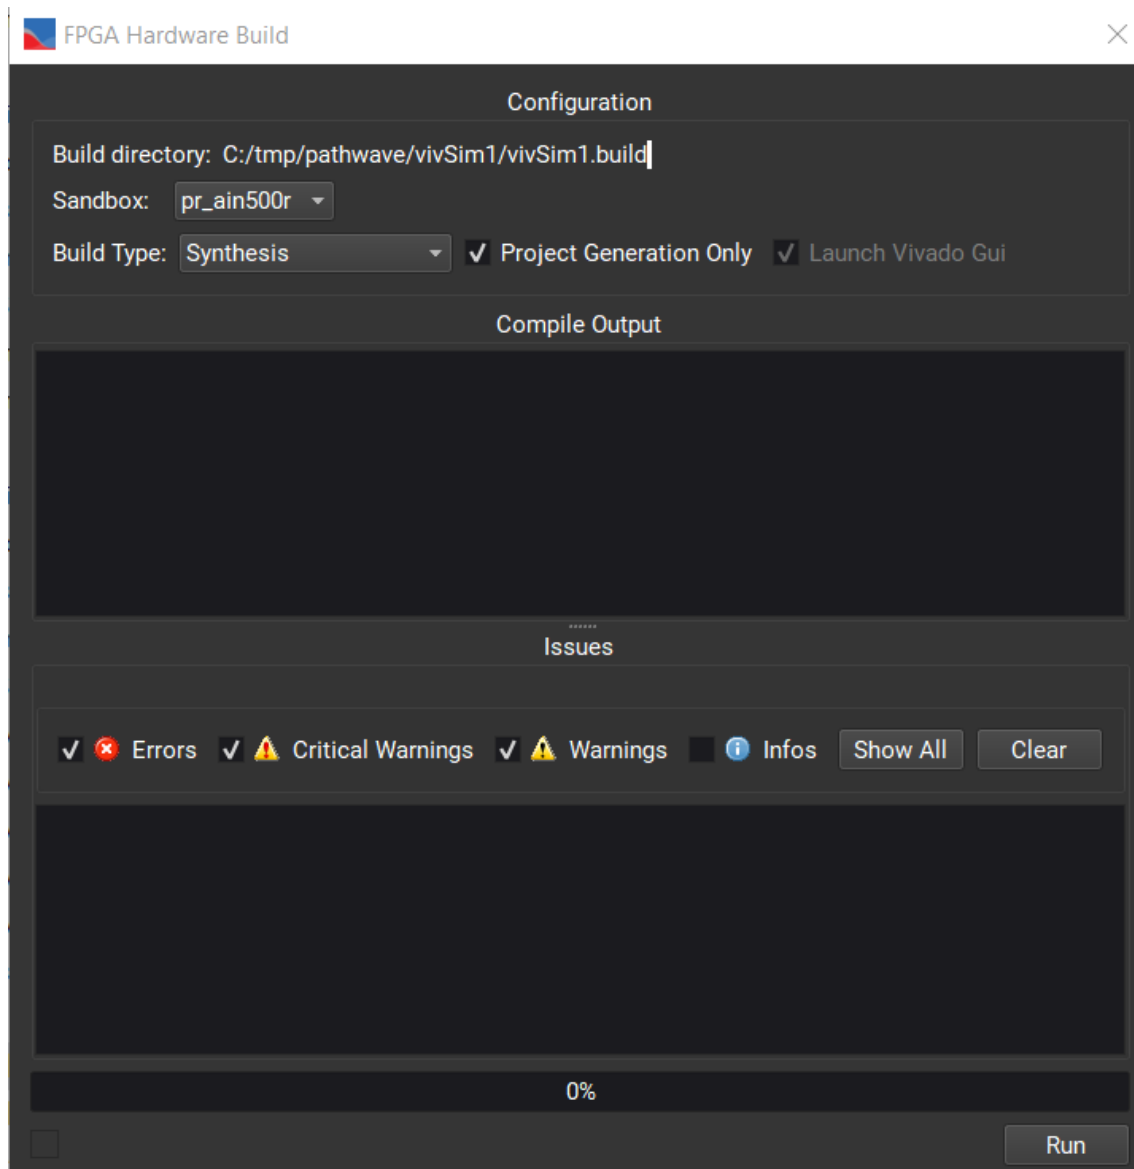 FPGA Hardware Build
Configuration
Build directory: C:/tmp/pathwave/vivSim1/vivSim1.build
Sandbox: pr_ain500r
Build Type: Synthesis Project Generation Only Launch Vivado Gui
Compile Output
Issues
Errors Critical Warnings Warnings Infos Show All Clear
0%
Run